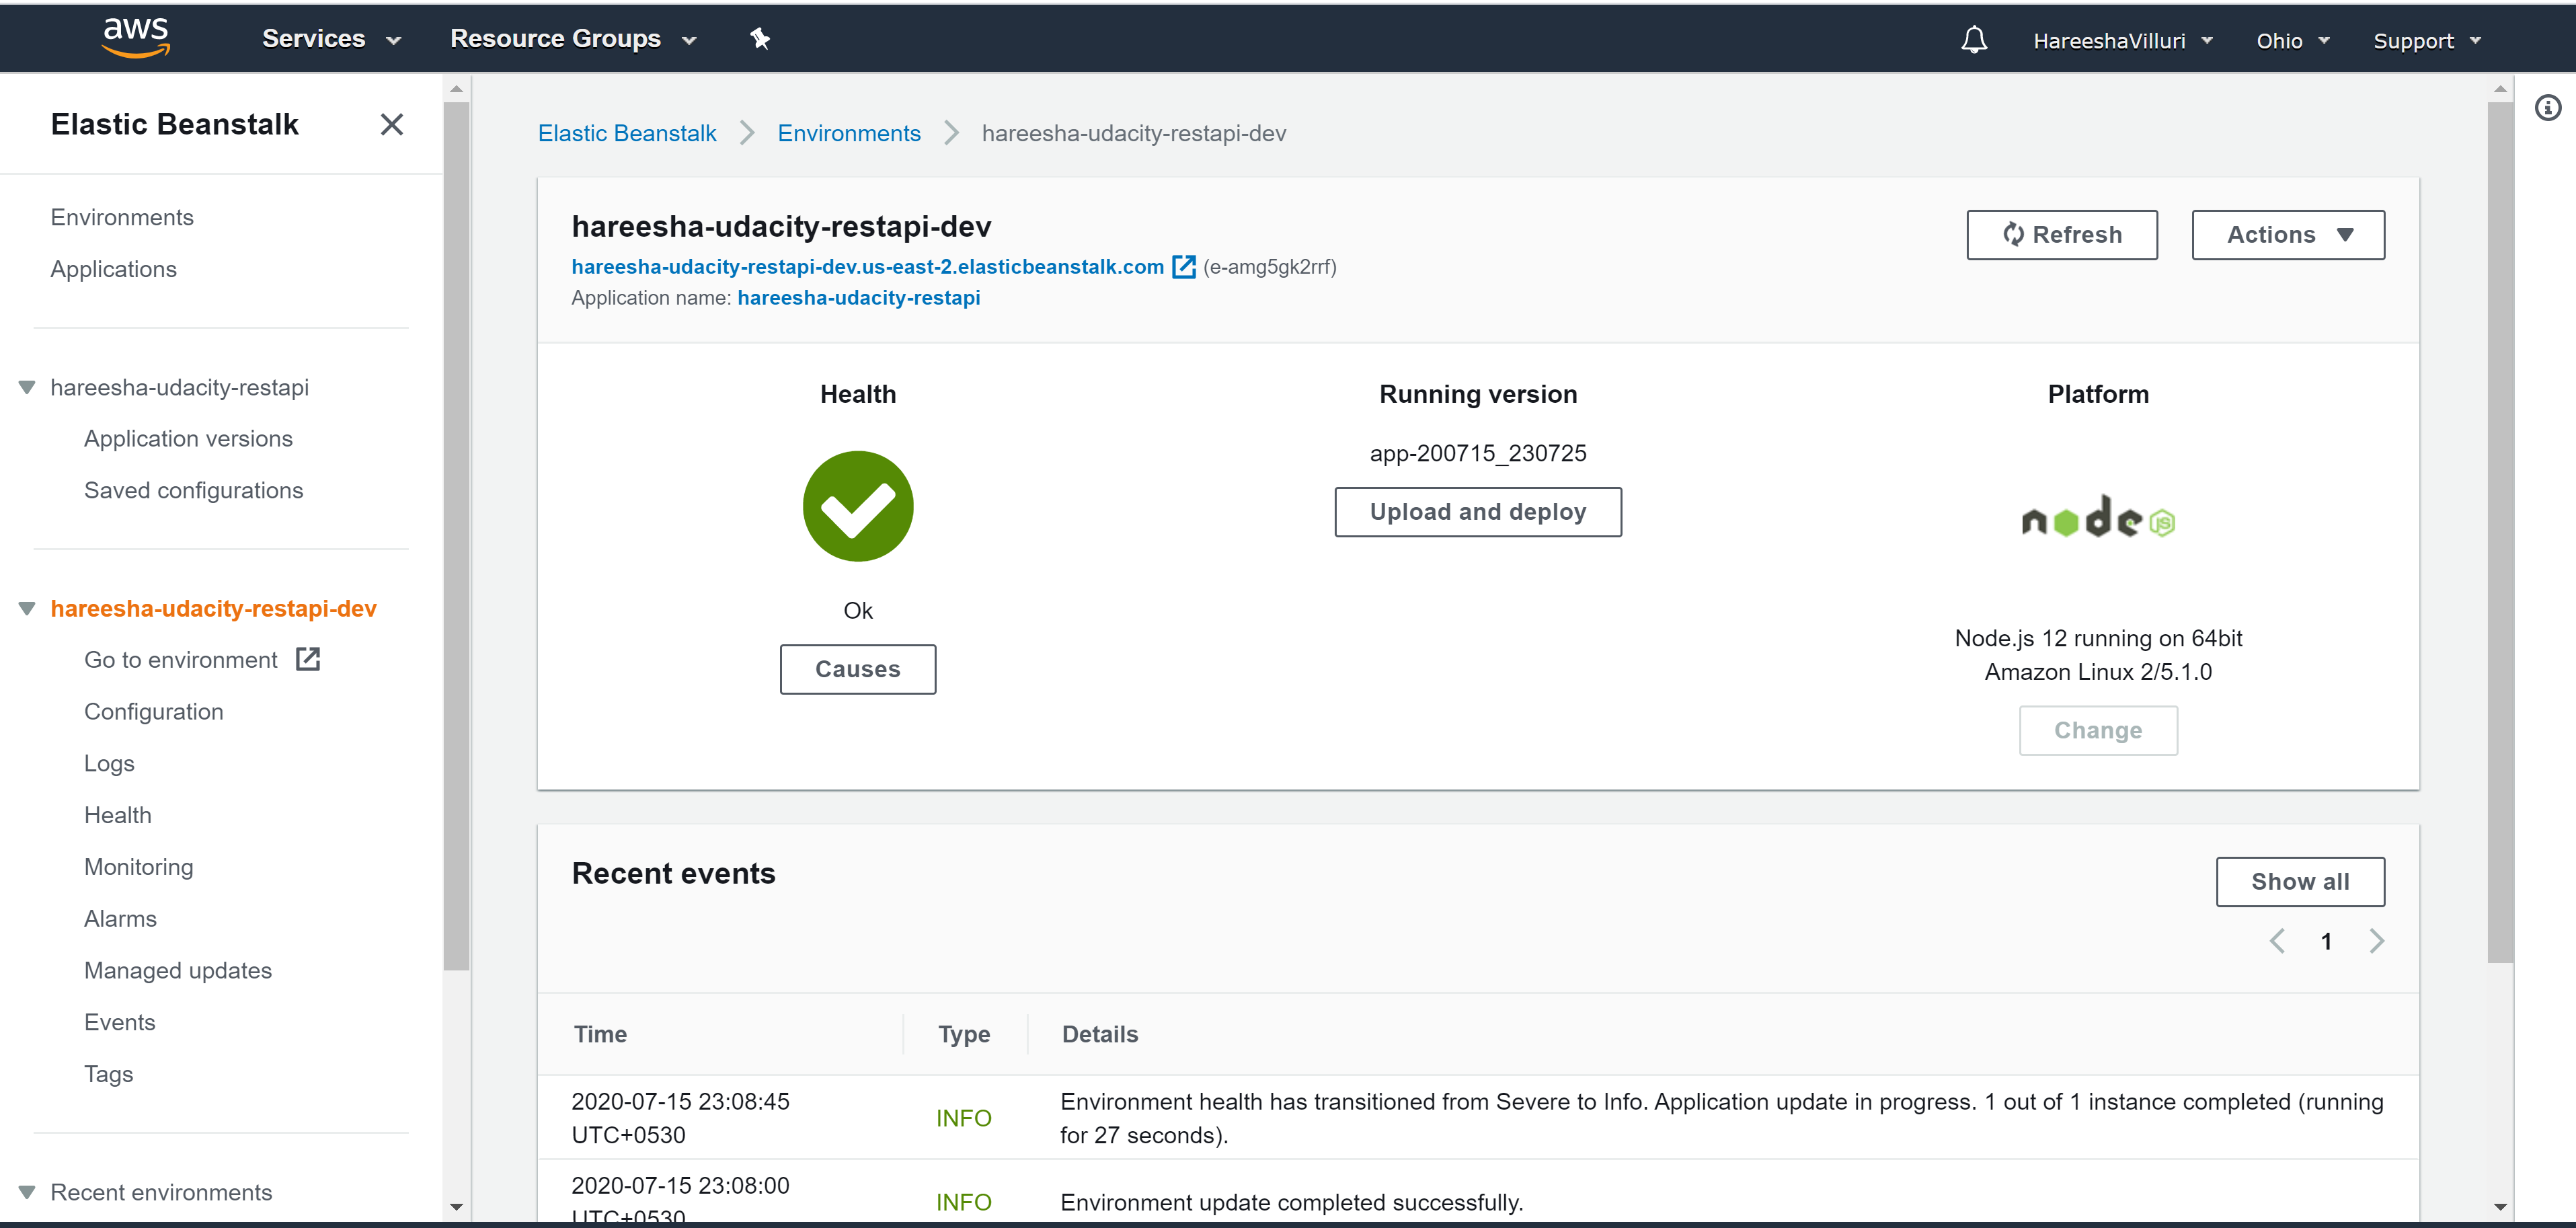 aws
Services
Resource Groups
HareeshaVilluri
Ohio
Support
Elastic Beanstalk
Environments
Applications
hareesha-udacity-restapi
Application versions
Saved configurations
hareesha-udacity-restapi-dev
Go to environment
Configuration
Logs
Health
Monitoring
Alarms
Managed updates
Events
Tags
Recent environments
Elastic Beanstalk
Environments
hareesha-udacity-restapi-dev
hareesha-udacity-restapi-dev
hareesha-udacity-restapi-dev.us-east-2.elasticbeanstalk.com (e-amg5gk2rrf)
Application name: hareesha-udacity-restapi
Refresh
Actions
Health
Ok
Causes
Running version
app-200715_230725
Upload and deploy
Platform
node JS
Node.js 12 running on 64bit
Amazon Linux 2/5.1.0
Change
Recent events
Show all
1
Time
Type
Details
2020-07-15 23:08:45
UTC+0530
INFO
Environment health has transitioned from Severe to Info. Application update in progress. 1 out of 1 instance completed (running
for 27 seconds).
2020-07-15 23:08:00
UTC+0530
INFO
Environment update completed successfully.